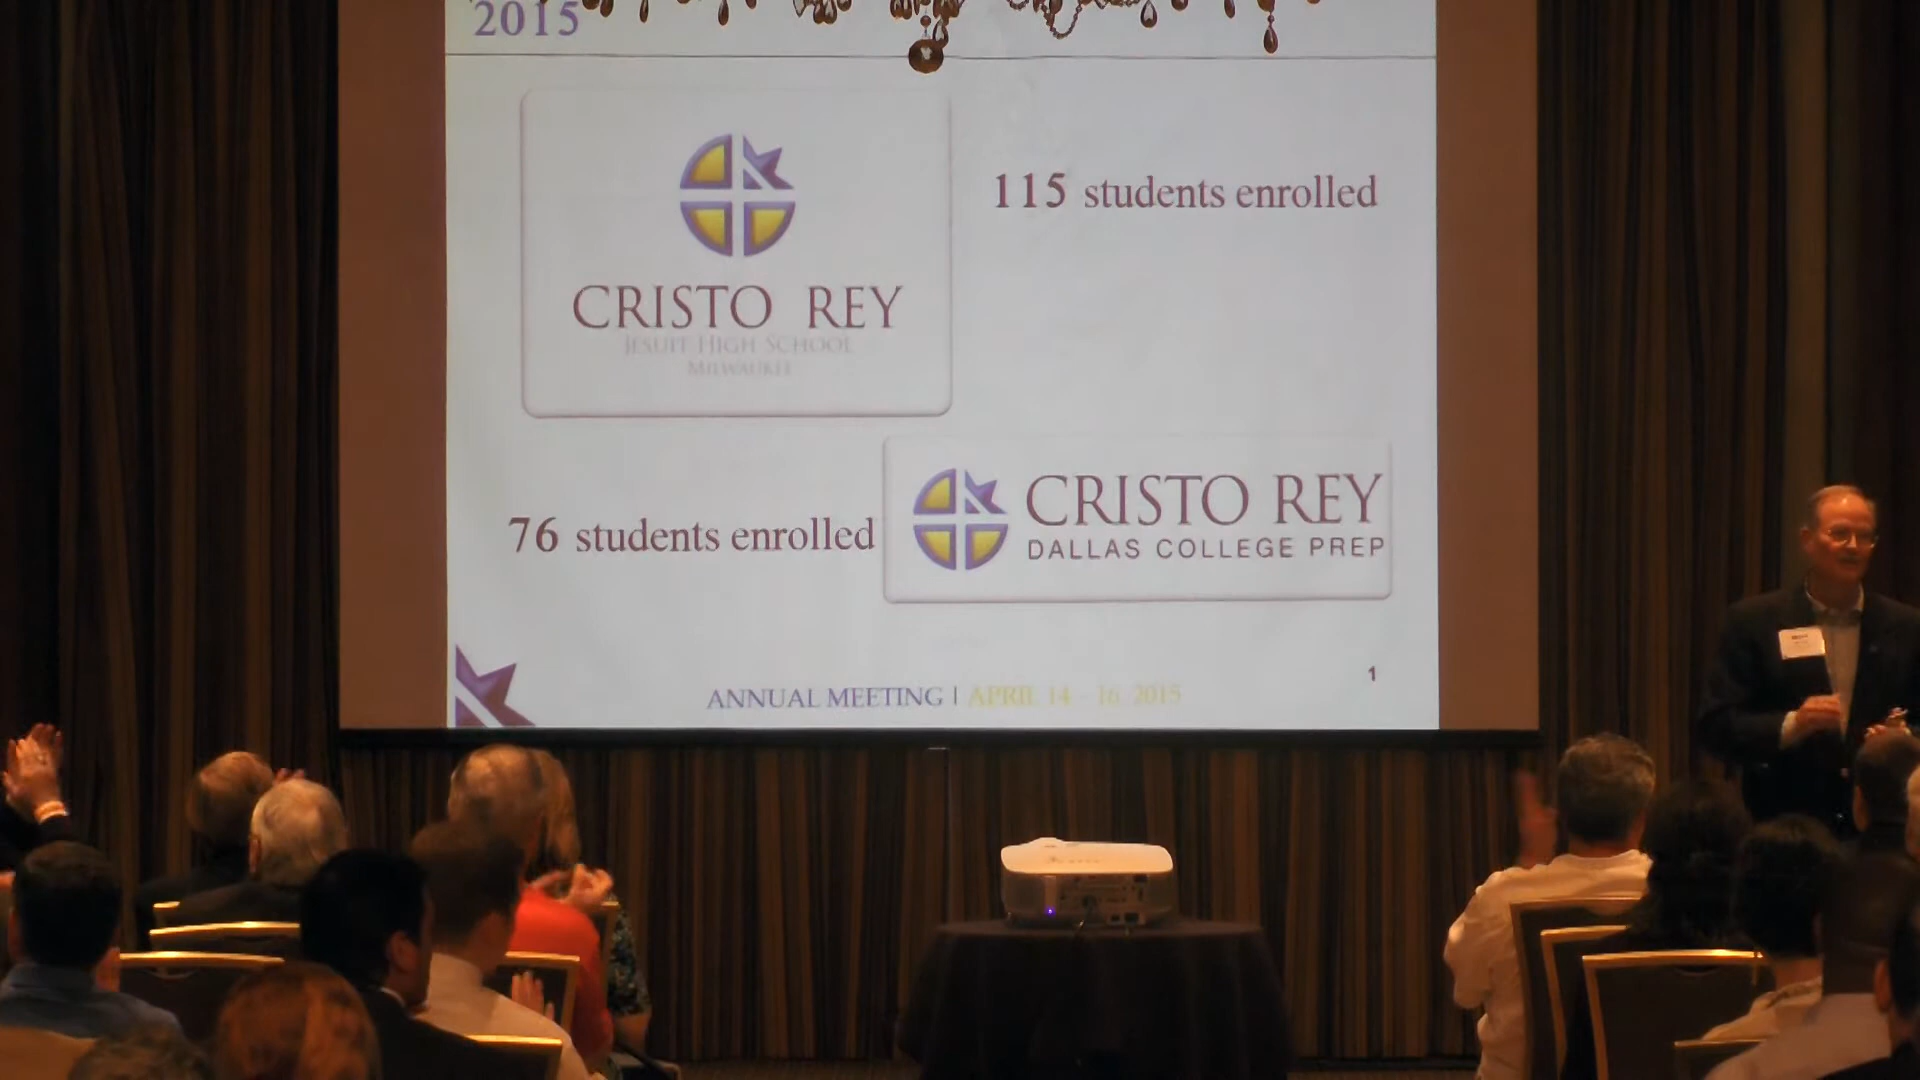 2015
115 students enrolled
CRISTO REY
JESUIT HIGH SCHOOL
MILWAUKEE
76 students enrolled
CRISTO REY
DALLAS COLLEGE PREP
1
ANNUAL MEETING | APRIL 14 - 16 2015